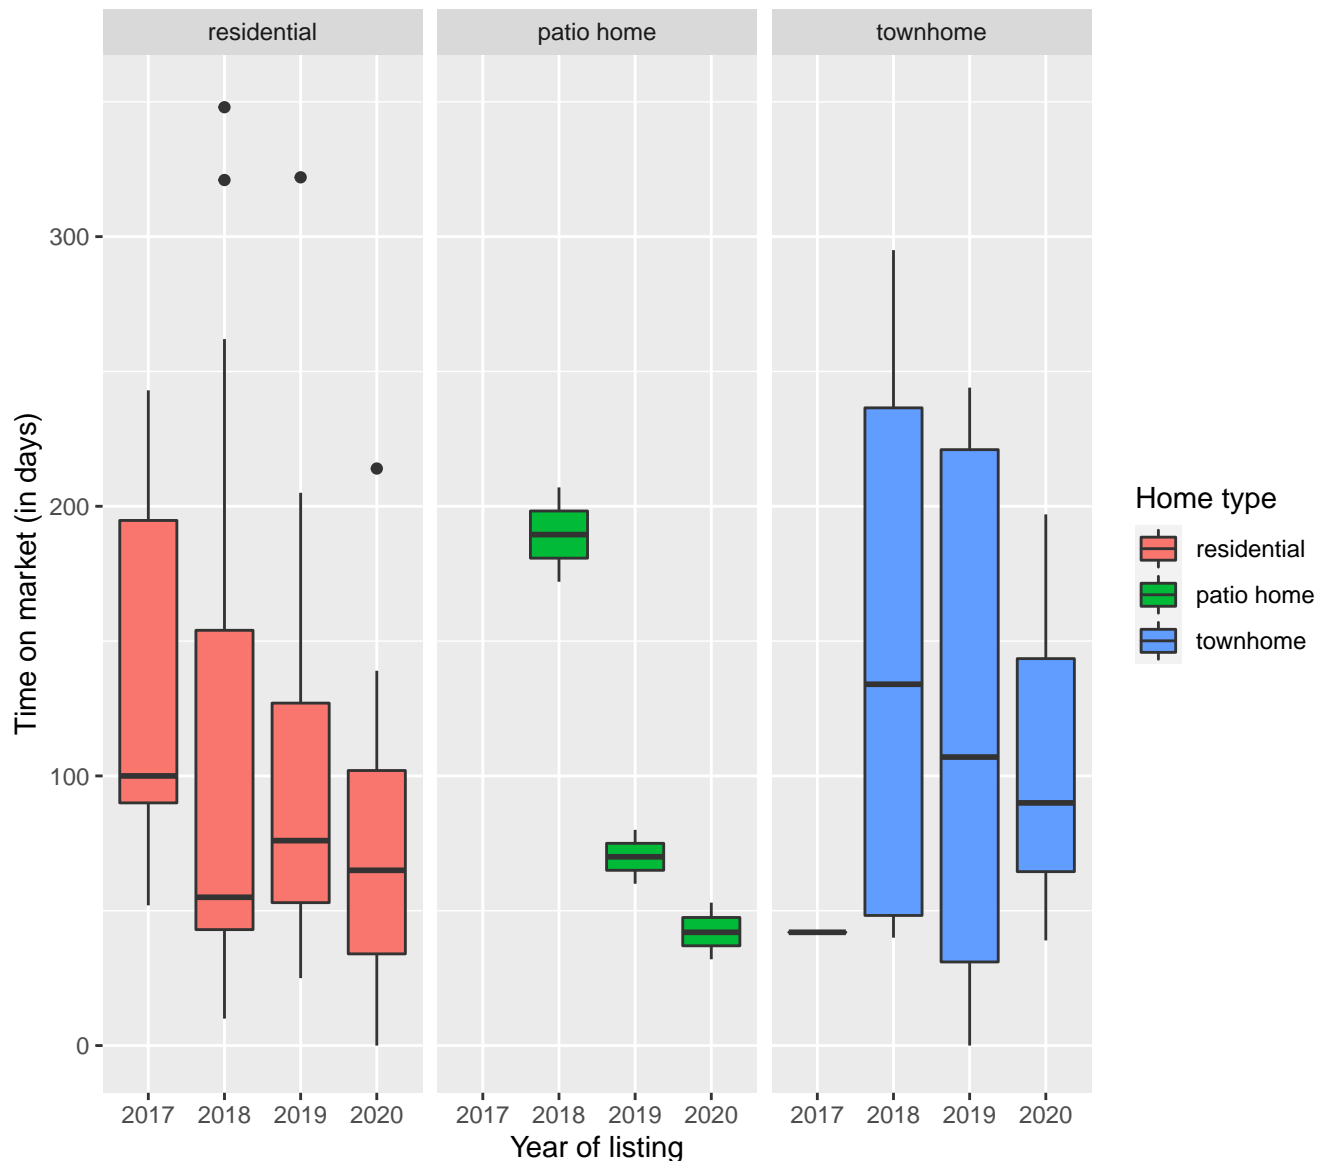 residential patio home townhome
Time on market (in days)
300
200
100
0
2017 2018 2019 2020 2017 2018 2019 2020 2017 2018 2019 2020
Year of listing
Home type
residential
patio home
townhome